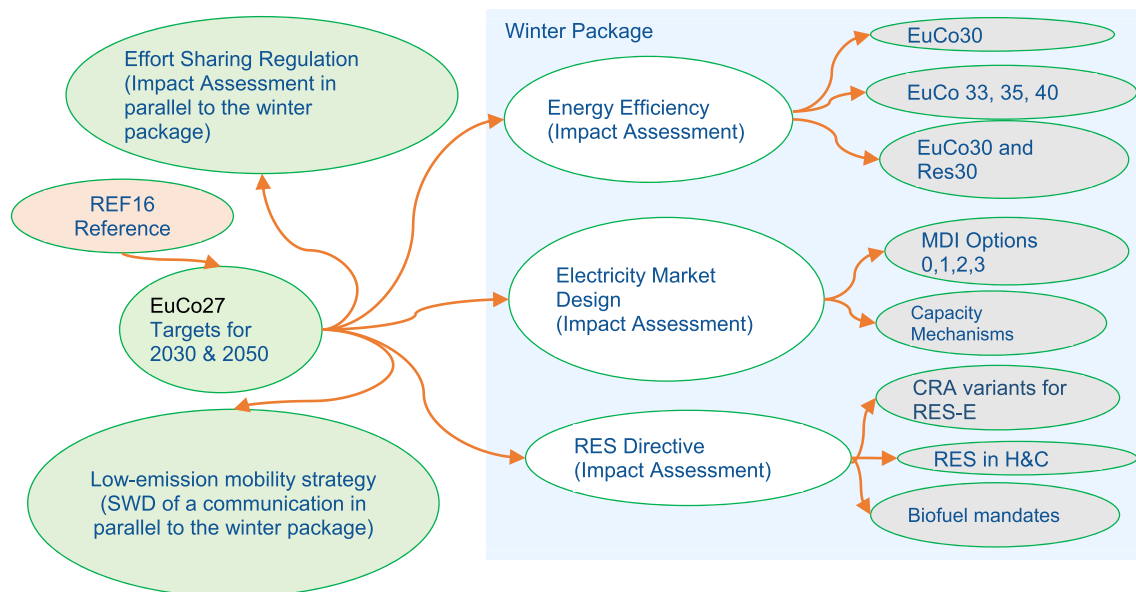 Effort Sharing Regulation
(Impact Assessment in
parallel to the winter
package)
REF16
Reference
EuCo27
Targets for
2030 & 2050
Low-emission mobility strategy
(SWD of a communication in
parallel to the winter package)
Winter Package
Energy Efficiency
(Impact Assessment)
EuCo30
EuCo 33, 35, 40
EuCo30 and
Res30
Electricity Market
Design
(Impact Assessment)
MDI Options
0,1,2,3
Capacity
Mechanisms
RES Directive
(Impact Assessment)
CRA variants for
RES-E
RES in H&C
Biofuel mandates